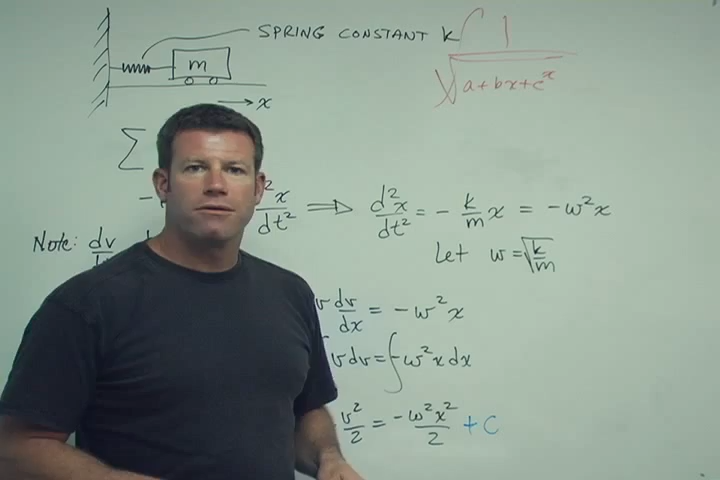 SPRING CONSTANT k
m
→ x
∫ 1 / √(a+bx+c^x)
Σ
- x/dt² ⇒ d²x/dt² = - k/m x = -ω²x
Note: dv
Let ω = √(k/m)
v dv/dx = -ω²x
v dv = ∫-ω²x dx
v²/2 = -ω²x²/2 + C